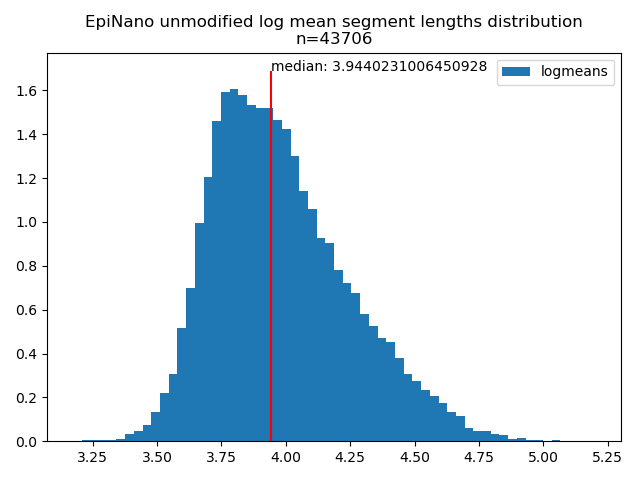 EpiNano unmodified log mean segment lengths distribution
n=43706
median: 3.9440231006450928
logmeans
1.6
1.4
1.2
1.0
0.8
0.6
0.4
0.2
0.0
3.25 3.50 3.75 4.00 4.25 4.50 4.75 5.00 5.25